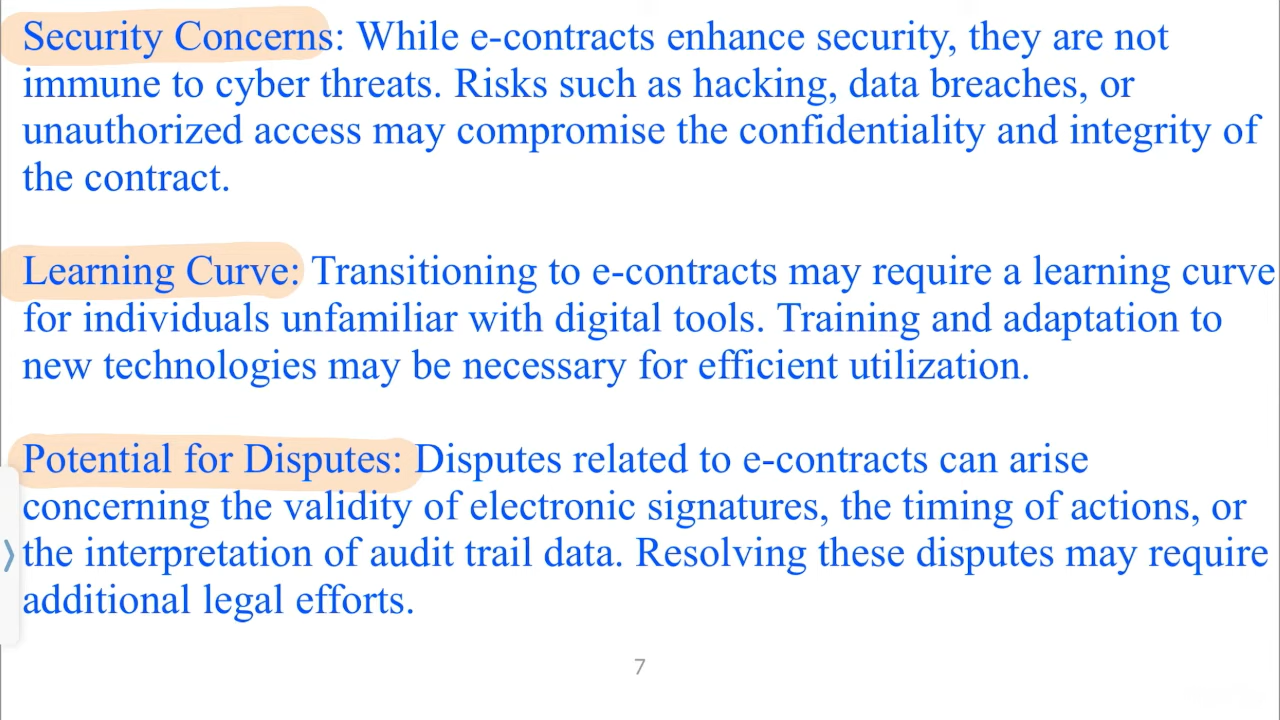 Security Concerns: While e-contracts enhance security, they are not
immune to cyber threats. Risks such as hacking, data breaches, or
unauthorized access may compromise the confidentiality and integrity of
the contract.
Learning Curve: Transitioning to e-contracts may require a learning curve
for individuals unfamiliar with digital tools. Training and adaptation to
new technologies may be necessary for efficient utilization.
Potential for Disputes: Disputes related to e-contracts can arise
concerning the validity of electronic signatures, the timing of actions, or
the interpretation of audit trail data. Resolving these disputes may require
additional legal efforts.
7